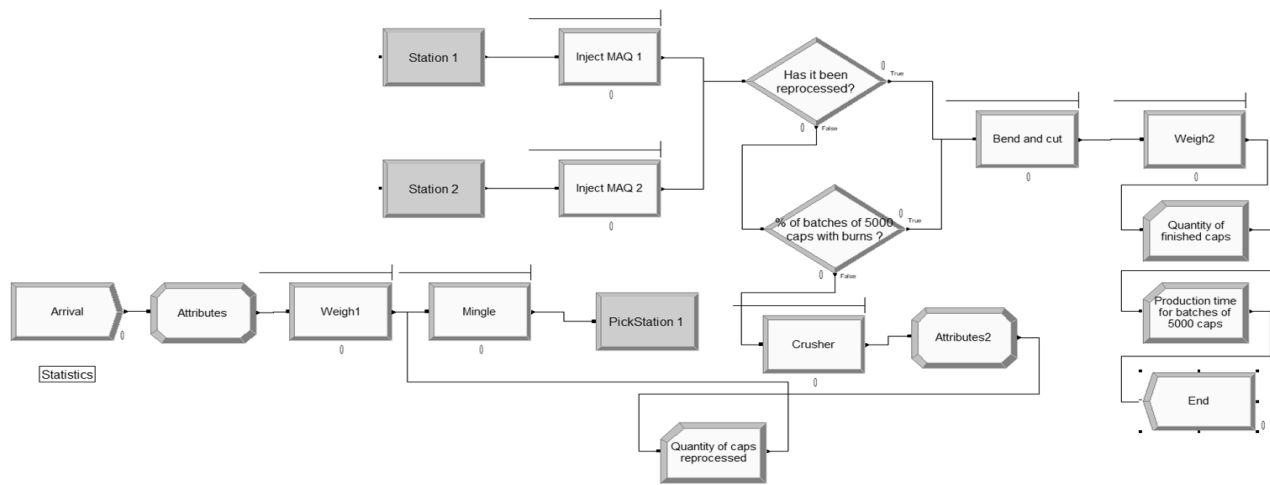 Station 1
Inject MAQ 1
0
Station 2
Inject MAQ 2
0
Has it been
reprocessed?
0
True
0
False
% of batches of 5000
caps with burns ?
0
True
0
False
Bend and cut
0
Weigh2
0
Quantity of
finished caps
Production time
for batches of
5000 caps
End
0
Arrival
0
Attributes
Weigh1
0
Mingle
0
PickStation 1
Crusher
0
Attributes2
Statistics
Quantity of caps
reprocessed